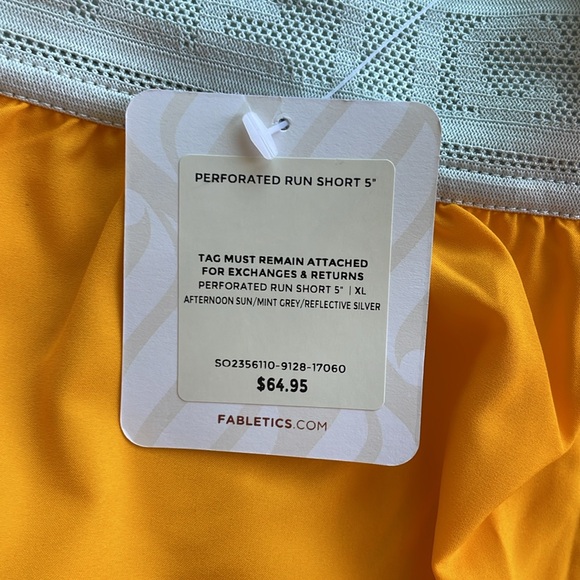 PERFORATED RUN SHORT 5"
TAG MUST REMAIN ATTACHED
FOR EXCHANGES & RETURNS
PERFORATED RUN SHORT 5" | XL
AFTERNOON SUN/MINT GREY/REFLECTIVE SILVER
SO2356110-9128-17060
$64.95
FABLETICS.COM